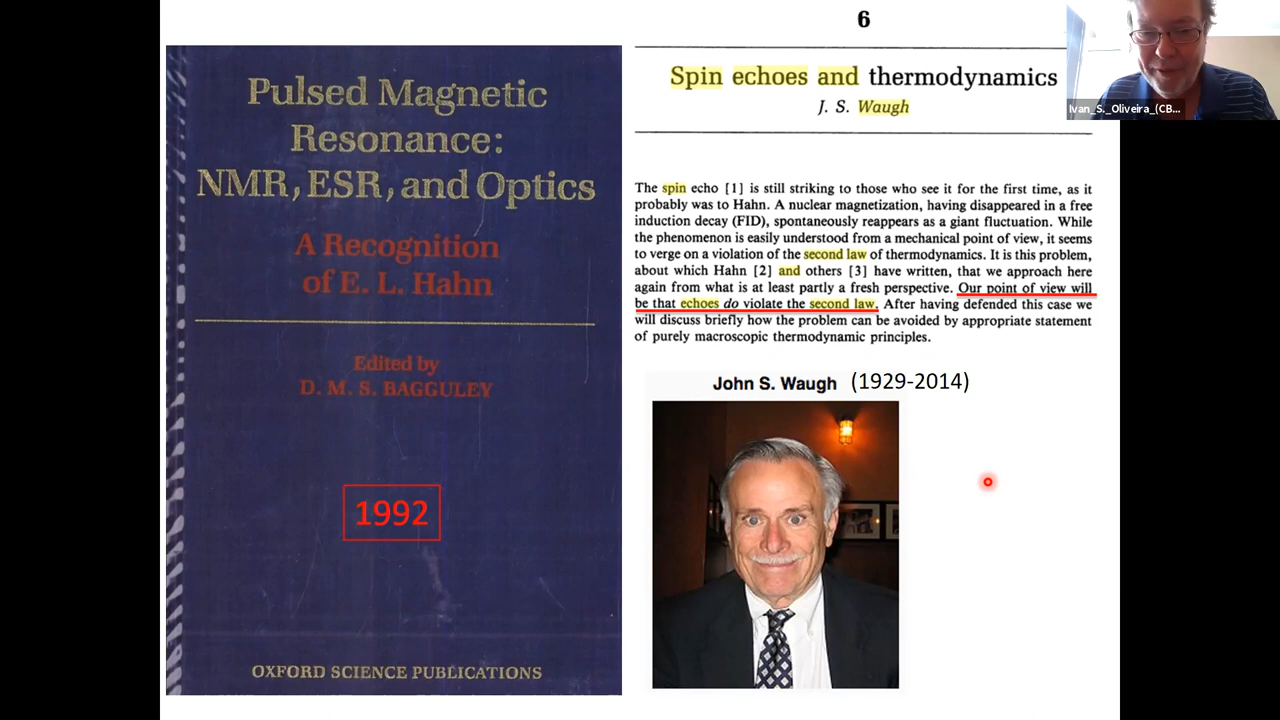 Pulsed Magnetic
Resonance:
NMR, ESR, and Optics
A Recognition
of E. L. Hahn
Edited by
D. M. S. BAGGULEY
1992
OXFORD SCIENCE PUBLICATIONS
6
Spin echoes and thermodynamics
J. S. Waugh
The spin echo [1] is still striking to those who see it for the first time, as it
probably was to Hahn. A nuclear magnetization, having disappeared in a free
induction decay (FID), spontaneously reappears as a giant fluctuation. While
the phenomenon is easily understood from a mechanical point of view, it seems
to verge on a violation of the second law of thermodynamics. It is this problem,
about which Hahn [2] and others [3] have written, that we approach here
again from what is at least partly a fresh perspective. Our point of view will
be that echoes do violate the second law. After having defended this case we
will discuss briefly how the problem can be avoided by appropriate statement
of purely macroscopic thermodynamic principles.
John S. Waugh (1929-2014)
Ivan_S._Oliveira_(CB...